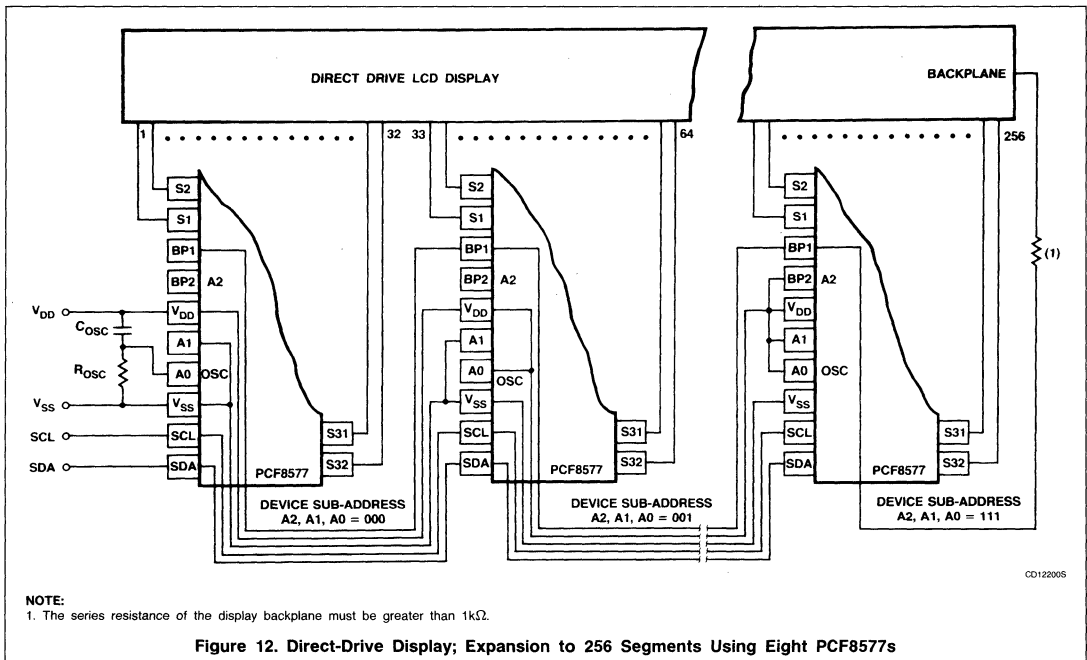 DIRECT DRIVE LCD DISPLAY
BACKPLANE
1
32
33
64
256
(1)
S2
S1
BP1
BP2
A2
VDD
A1
A0
OSC
VSS
SCL
SDA
S31
S32
PCF8577
VDD
COSC
ROSC
VSS
SCL
SDA
DEVICE SUB-ADDRESS
A2, A1, A0 = 000
S2
S1
BP1
BP2
A2
VDD
A1
A0
OSC
VSS
SCL
SDA
S31
S32
PCF8577
DEVICE SUB-ADDRESS
A2, A1, A0 = 001
S2
S1
BP1
BP2
A2
VDD
A1
A0
OSC
VSS
SCL
SDA
S31
S32
PCF8577
DEVICE SUB-ADDRESS
A2, A1, A0 = 111
CD12200S
NOTE:
1. The series resistance of the display backplane must be greater than 1kΩ.
Figure 12. Direct-Drive Display; Expansion to 256 Segments Using Eight PCF8577s